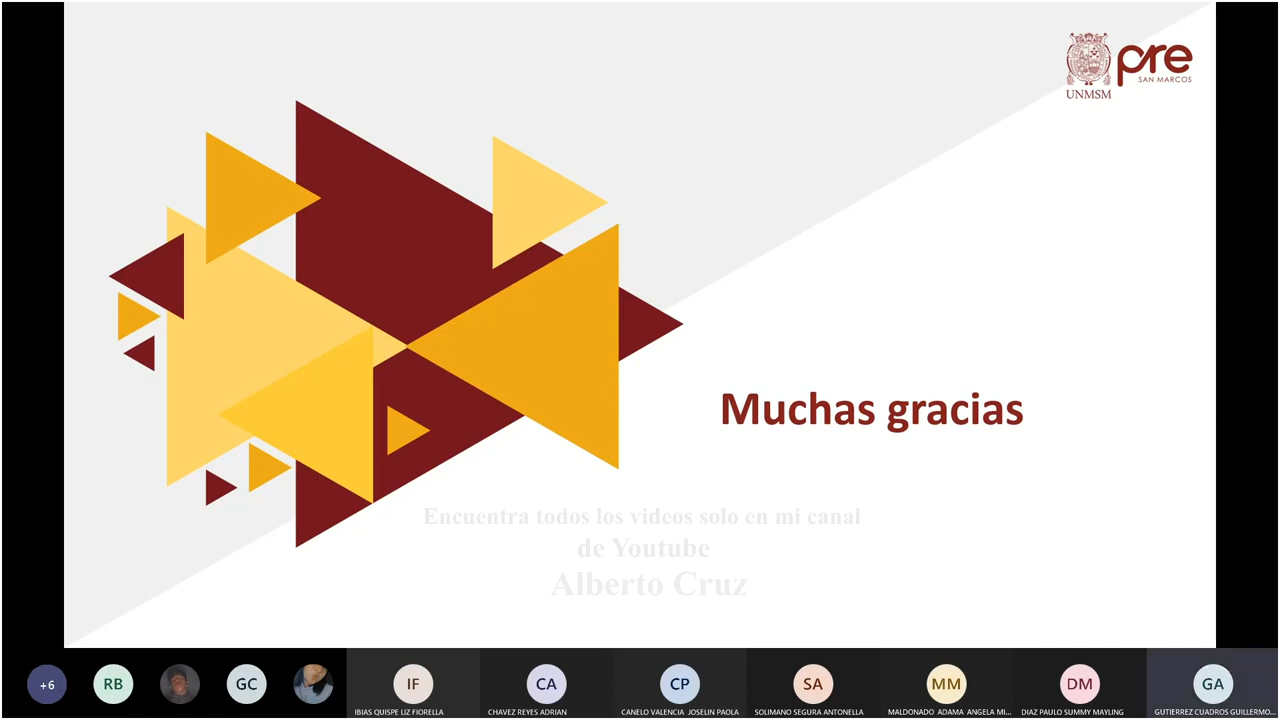 UNMSM
pre
SAN MARCOS
Muchas gracias
Encuentra todos los videos solo en mi canal
de Youtube
Alberto Cruz
+6
RB
GC
IF
CA
CP
SA
MM
DM
GA
IBIAS QUISPE LIZ FIORELLA
CHAVEZ REYES ADRIAN
CANELO VALENCIA JOSELIN PAOLA
SOLIMANO SEGURA ANTONELLA
MALDONADO ADAMA ANGELA MI...
DIAZ PAULO SUMMY MAYLING
GUTIERREZ CUADROS GUILLERMO...